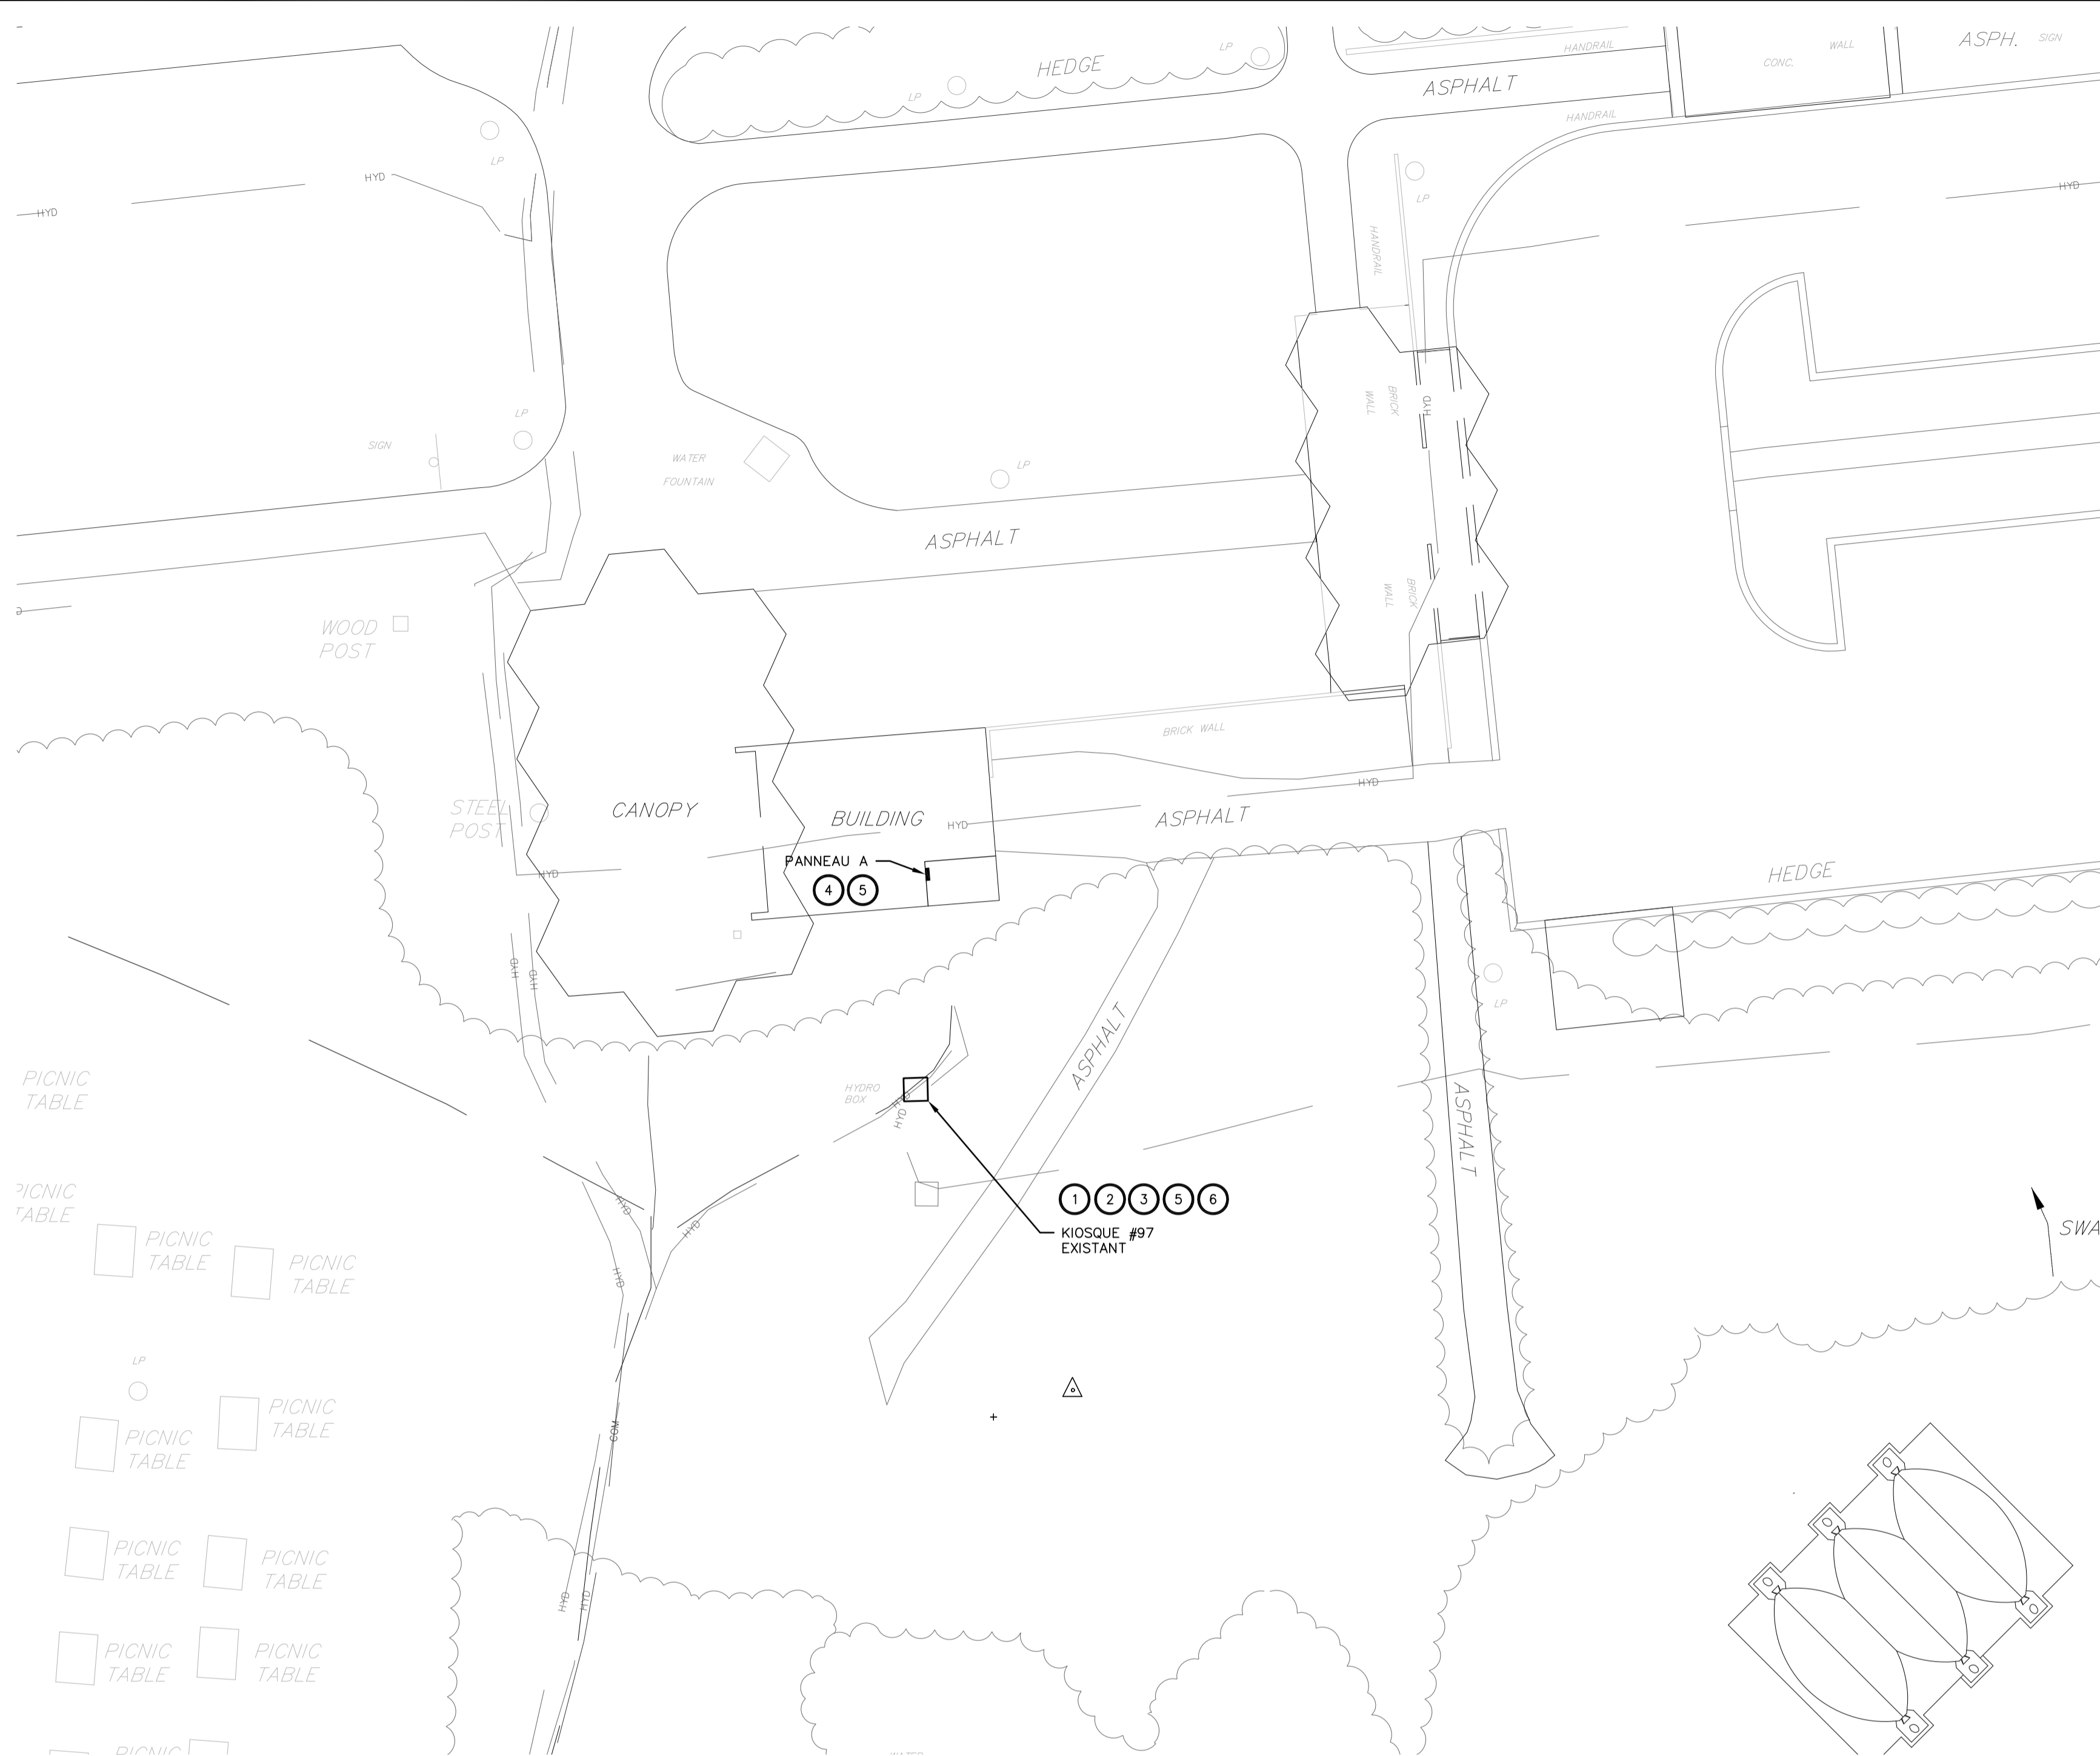 HEDGE
LP
LP
HANDRAIL
ASPHALT
HANDRAIL
WALL
CONC.
ASPH.
SIGN
LP
HYD
HYD
LP
HANDRAIL
HYD
LP
SIGN
WATER
FOUNTAIN
LP
BRICK
WALL
HYD
ASPHALT
BRICK
WALL
WOOD
POST
BRICK WALL
HYD
STEEL
POST
CANOPY
BUILDING
HYD
ASPHALT
PANNEAU A
4 5
HYD
HEDGE
HYD
HYD
LP
ASPHALT
ASPHALT
PICNIC
TABLE
HYDRO
BOX
HYD
HYD
1 2 3 5 6
KIOSQUE #97
EXISTANT
PICNIC
TABLE
HYD
HYD
HYD
PICNIC
TABLE
PICNIC
TABLE
LP
PICNIC
TABLE
PICNIC
TABLE
COM
PICNIC
TABLE
PICNIC
TABLE
HYD
HYD
PICNIC
TABLE
PICNIC
TABLE
PICNIC